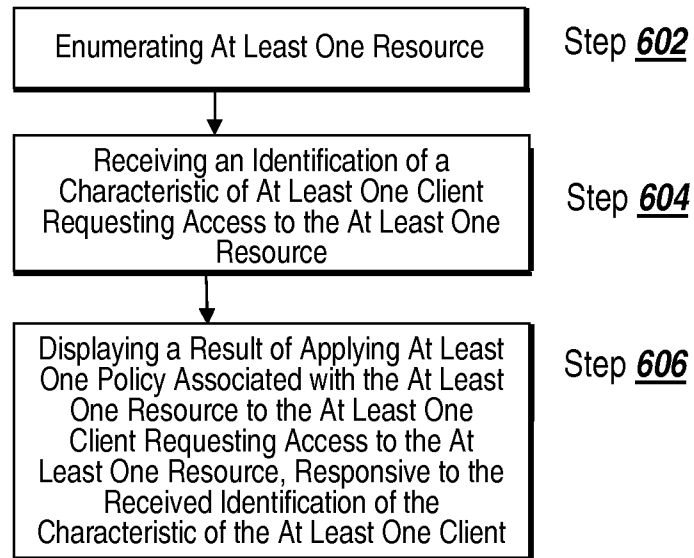 Enumerating At Least One Resource
Step 602
Receiving an Identification of a
Characteristic of At Least One Client
Requesting Access to the At Least One
Resource
Step 604
Displaying a Result of Applying At Least
One Policy Associated with the At Least
One Resource to the At Least One
Client Requesting Access to the At
Least One Resource, Responsive to the
Received Identification of the
Characteristic of the At Least One Client
Step 606